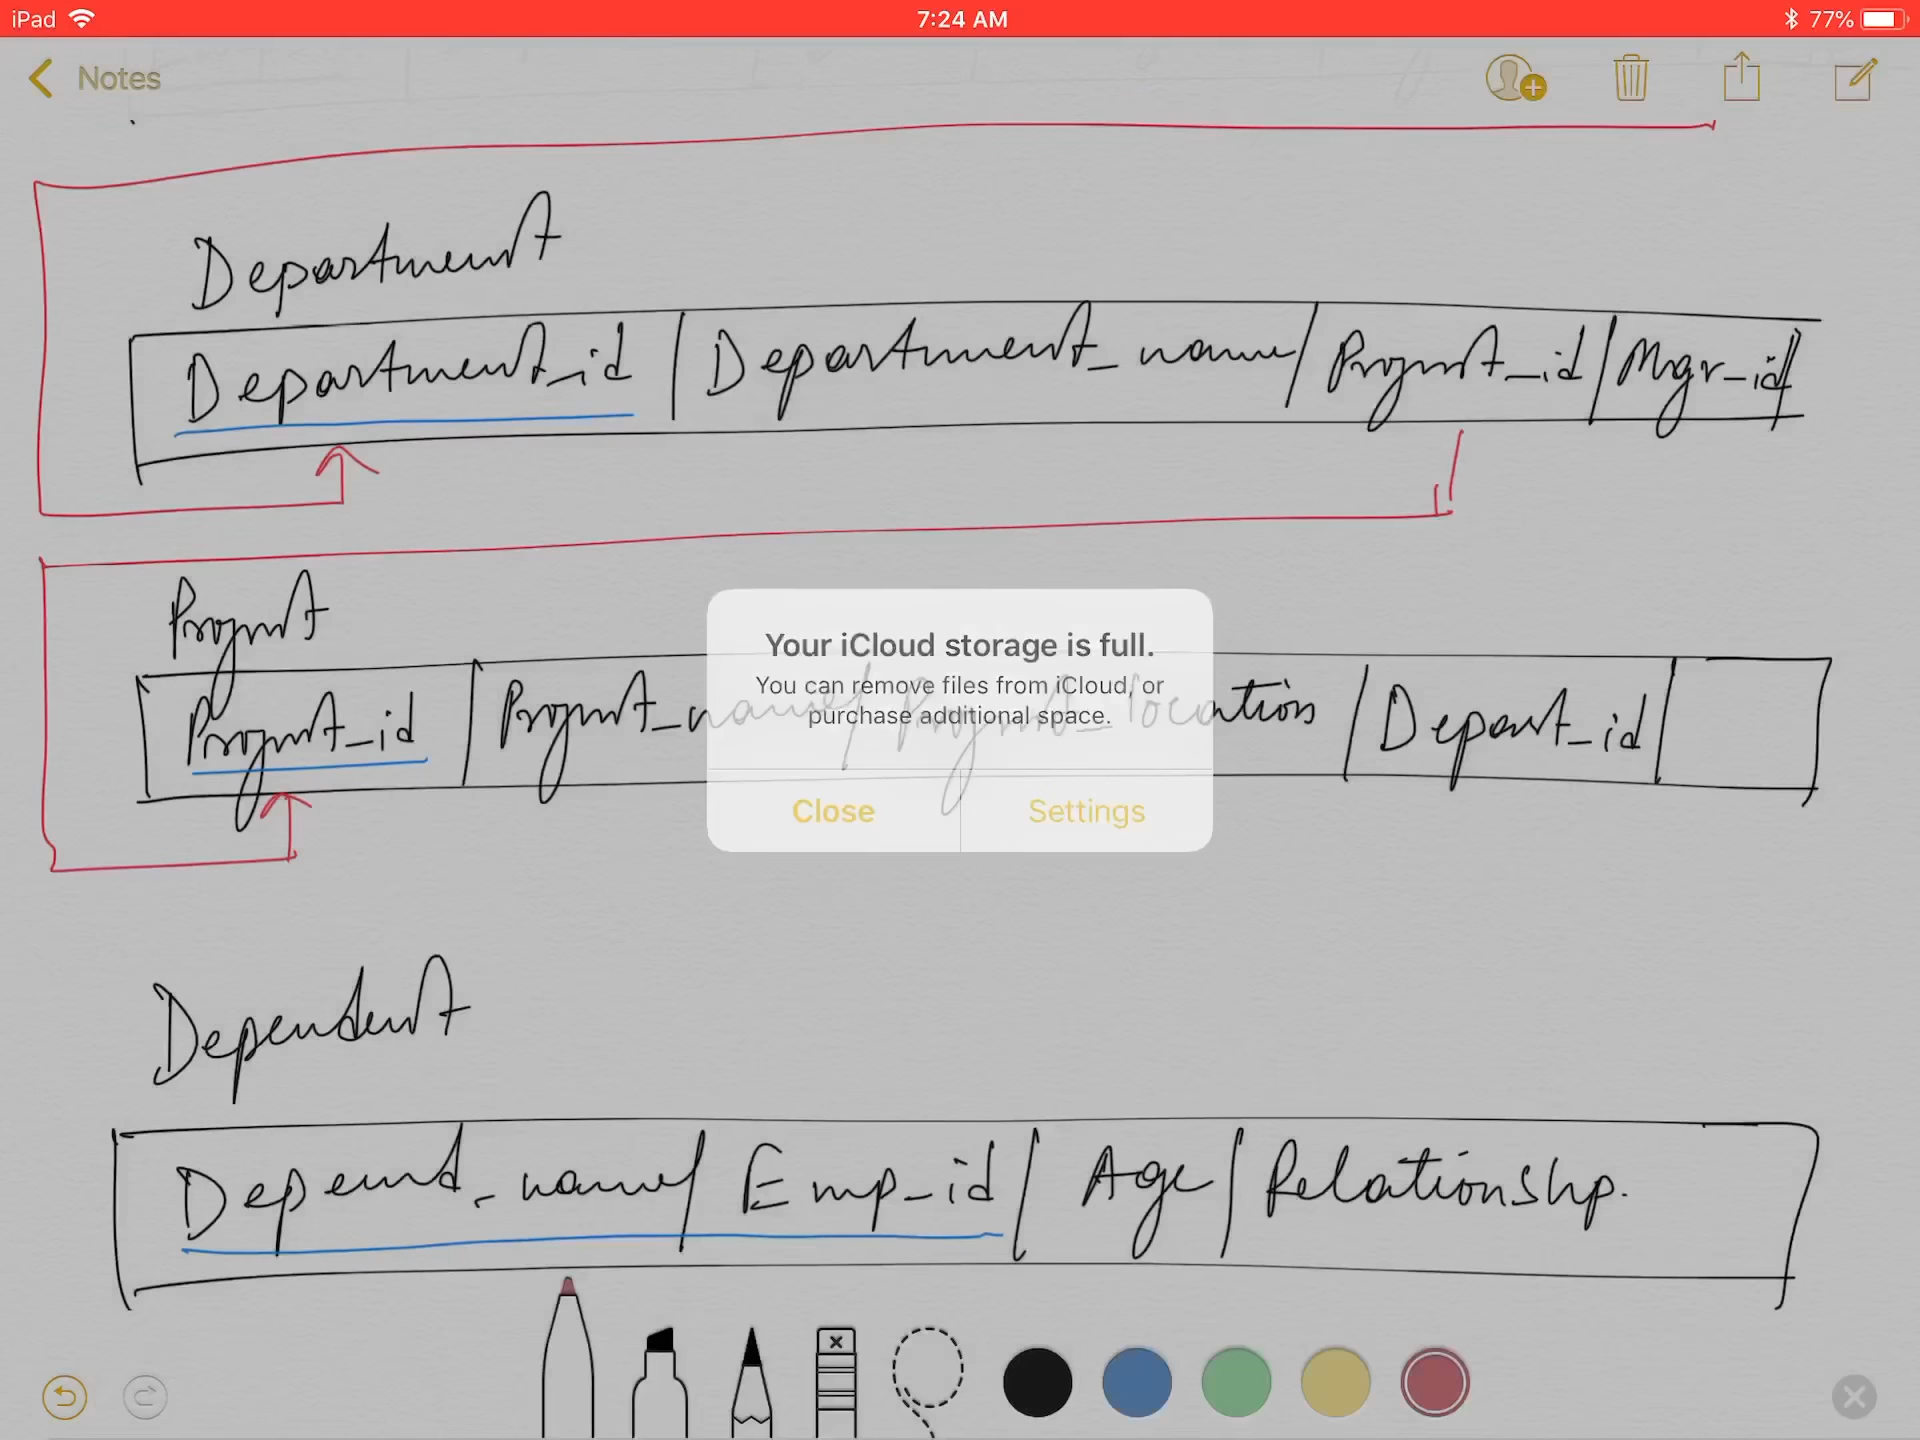 iPad 7:24 AM 77%
Notes
Department
Department_id | Department_name | Project_id | Mgr_id
Project
Project_id | Project_name | Project_location | Depart_id
Your iCloud storage is full.
You can remove files from iCloud, or
purchase additional space.
Close Settings
Dependent
Depend_name | Emp_id | Age | Relationship.